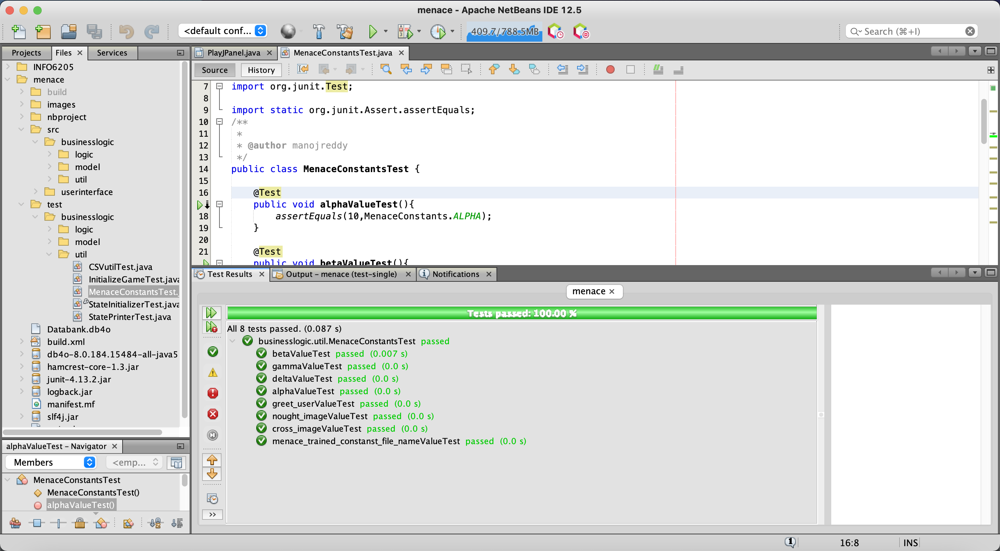 menace - Apache NetBeans IDE 12.5
<default conf...
409.7/788.5MB
Search (⌘+I)
Projects
Files
Services
INFO6205
menace
build
images
nbproject
src
businesslogic
logic
model
util
userinterface
test
businesslogic
logic
model
util
CSVutilTest.java
InitializeGameTest.java
MenaceConstantsTest.
StateInitializerTest.java
StatePrinterTest.java
Databank.db4o
build.xml
db4o-8.0.184.15484-all-java5
hamcrest-core-1.3.jar
junit-4.13.2.jar
logback.jar
manifest.mf
slf4j.jar
alphaValueTest - Navigator
Members
<emp...
MenaceConstantsTest
MenaceConstantsTest()
alphaValueTest()
PlayJPanel.java
MenaceConstantsTest.java
Source
History
7 import org.junit.Test;
8
9 import static org.junit.Assert.assertEquals;
10 /**
11 *
12 * @author manojreddy
13 */
14 public class MenaceConstantsTest {
15
16 @Test
public void alphaValueTest(){
18 assertEquals(10,MenaceConstants.ALPHA);
19 }
20
21 @Test
public void betaValueTest(){
Test Results
Output - menace (test-single)
Notifications
menace
Tests passed: 100.00 %
All 8 tests passed. (0.087 s)
businesslogic.util.MenaceConstantsTest passed
betaValueTest passed (0.007 s)
gammaValueTest passed (0.0 s)
deltaValueTest passed (0.0 s)
alphaValueTest passed (0.0 s)
greet_userValueTest passed (0.0 s)
nought_imageValueTest passed (0.0 s)
cross_imageValueTest passed (0.0 s)
menace_trained_constanst_file_nameValueTest passed (0.0 s)
>>
1
16:8
INS